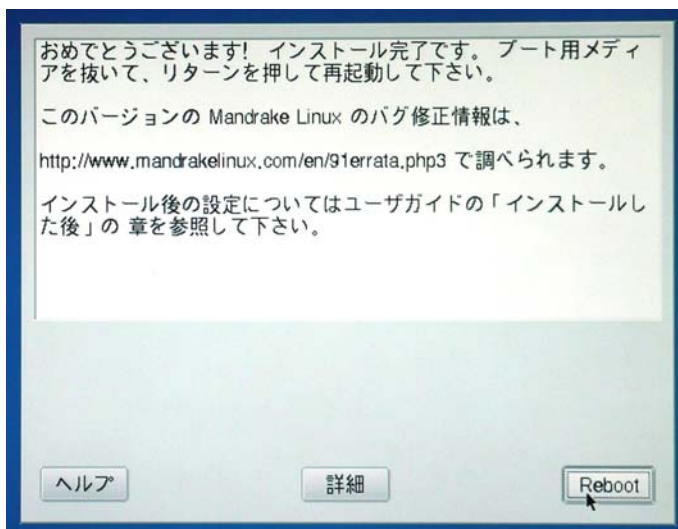 おめでとうございます! インストール完了です。 ブート用メディ
アを抜いて、リターンを押して再起動して下さい。
このバージョンの Mandrake Linux のバグ修正情報は、
http://www.mandrakelinux.com/en/91errata.php3 で調べられます。
インストール後の設定についてはユーザガイドの「インストールし
た後」の 章を参照して下さい。
ヘルプ
詳細
Reboot